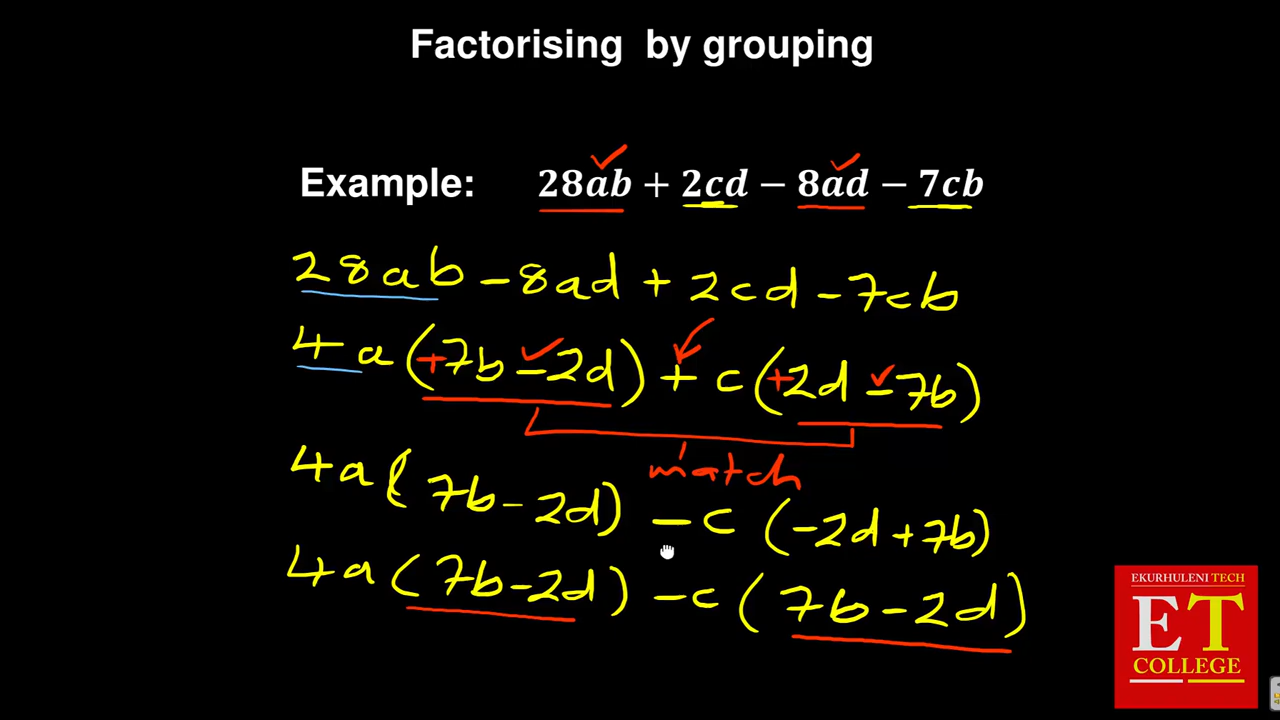 Factorising by grouping
Example: 28ab + 2cd − 8ad − 7cb
28ab − 8ad + 2cd − 7cb
4a(+7b − 2d) + c(+2d − 7b)
match
4a(7b − 2d) − c(−2d + 7b)
4a(7b − 2d) − c(7b − 2d)
EKURHULENI TECH
ET
COLLEGE